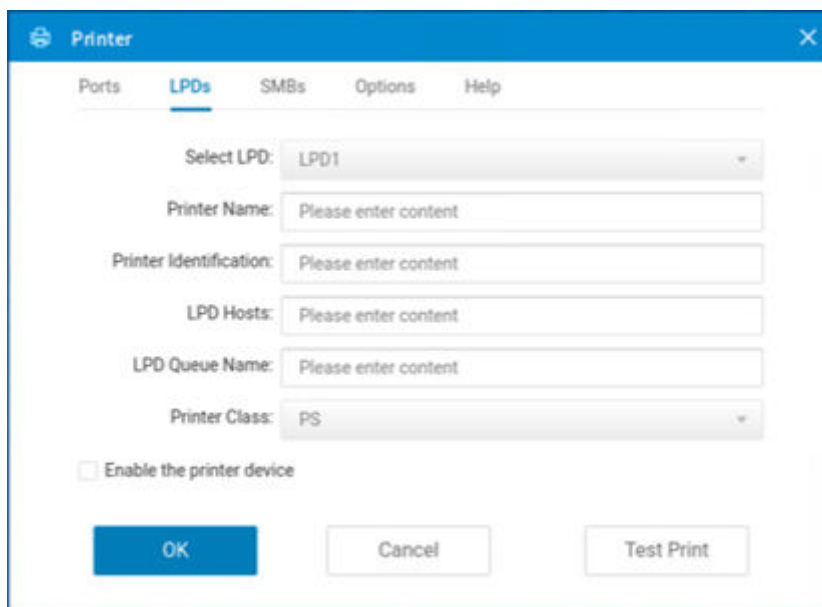 Printer
Ports LPDs SMBs Options Help
Select LPD: LPD1
Printer Name: Please enter content
Printer Identification: Please enter content
LPD Hosts: Please enter content
LPD Queue Name: Please enter content
Printer Class: PS
Enable the printer device
OK Cancel Test Print